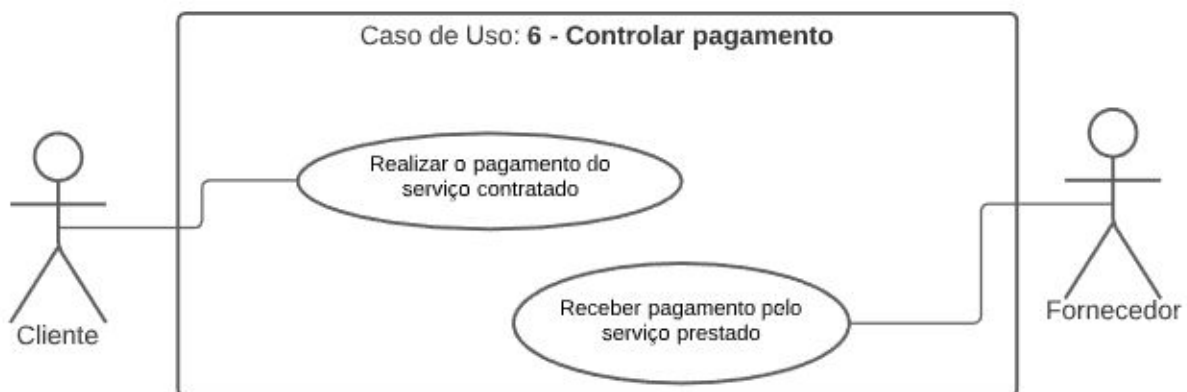 Caso de Uso: 6 - Controlar pagamento
Realizar o pagamento do
serviço contratado
Cliente
Receber pagamento pelo
serviço prestado
Fornecedor